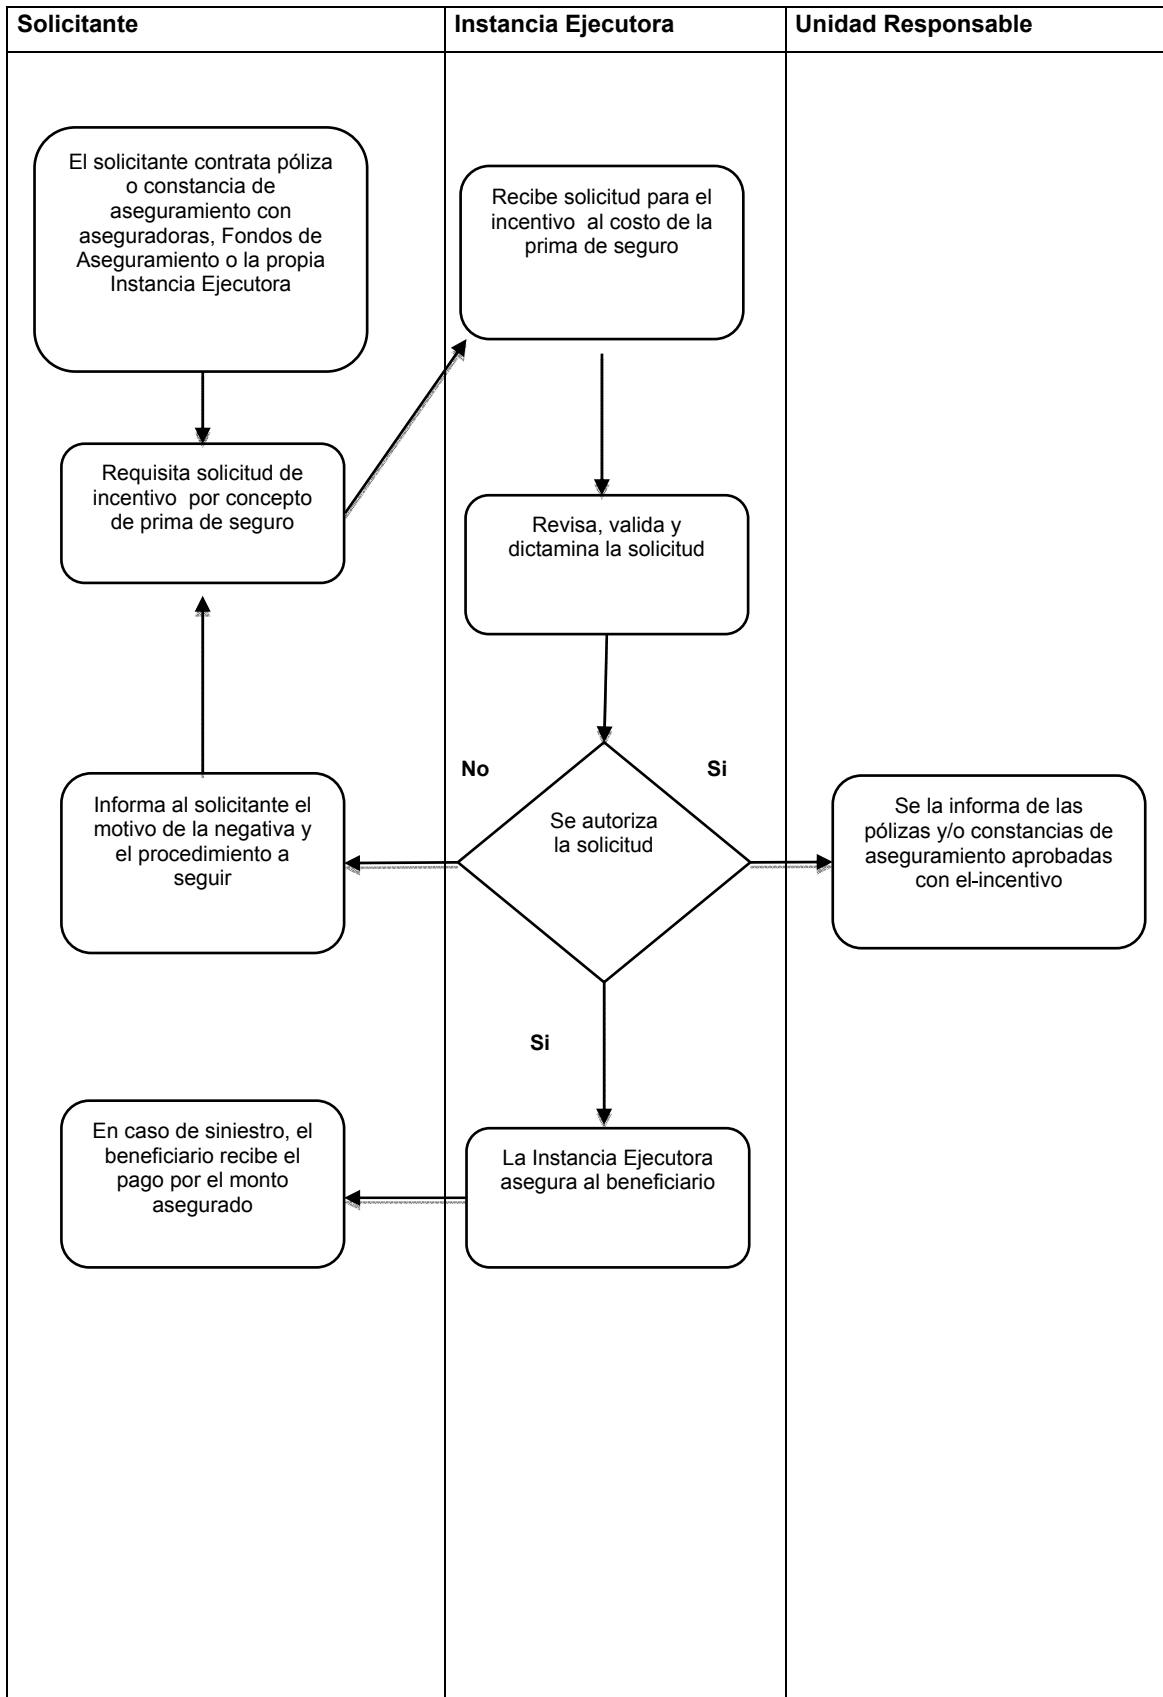 Solicitante
Instancia Ejecutora
Unidad Responsable
El solicitante contrata póliza
o constancia de
aseguramiento con
aseguradoras, Fondos de
Aseguramiento o la propia
Instancia Ejecutora
Recibe solicitud para el
incentivo al costo de la
prima de seguro
Requisita solicitud de
incentivo por concepto
de prima de seguro
Revisa, valida y
dictamina la solicitud
No
Si
Informa al solicitante el
motivo de la negativa y
el procedimiento a
seguir
Se autoriza
la solicitud
Se la informa de las
pólizas y/o constancias de
aseguramiento aprobadas
con el-incentivo
Si
En caso de siniestro, el
beneficiario recibe el
pago por el monto
asegurado
La Instancia Ejecutora
asegura al beneficiario